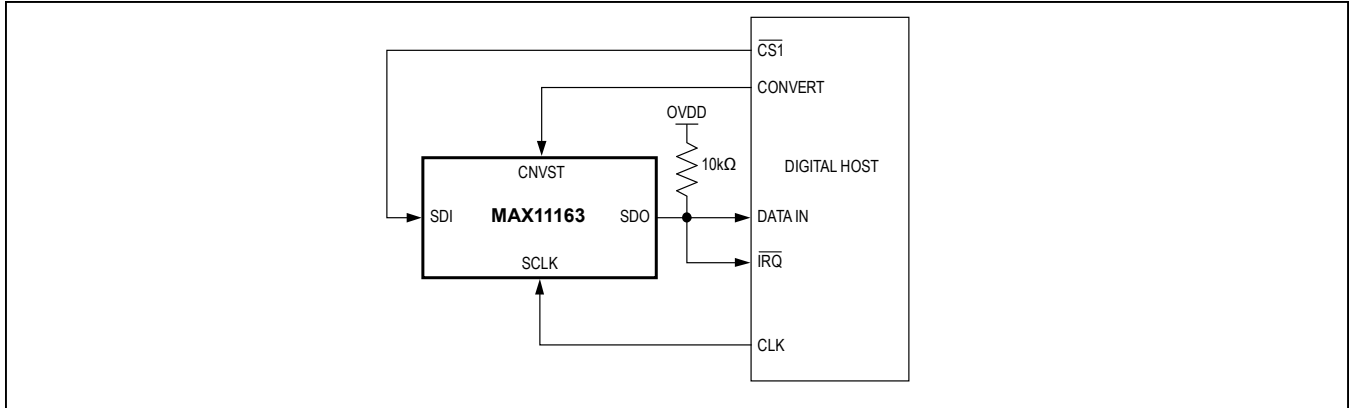 CS1
CONVERT
OVDD
10kΩ
DIGITAL HOST
CNVST
SDI
MAX11163
SDO
DATA IN
IRQ
SCLK
CLK